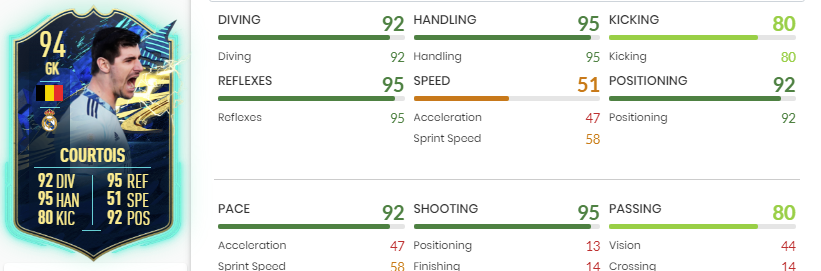 94
GK
COURTOIS
92 DIV 95 REF
95 HAN 51 SPE
80 KIC 92 POS
DIVING 92 HANDLING 95 KICKING 80
Diving 92 Handling 95 Kicking 80
REFLEXES 95 SPEED 51 POSITIONING 92
Reflexes 95 Acceleration 47 Positioning 92
Sprint Speed 58
PACE 92 SHOOTING 95 PASSING 80
Acceleration 47 Positioning 13 Vision 44
Sprint Speed 58 Finishing 14 Crossing 14